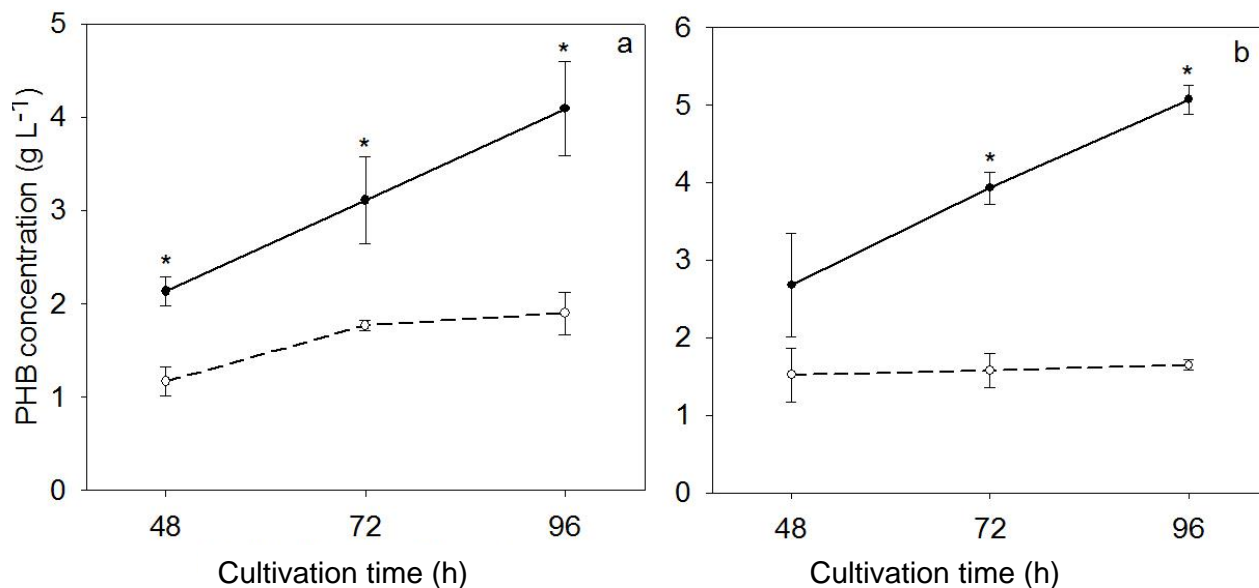 a
PHB concentration (g L⁻¹)
5
4
3
2
1
0
* * *
48 72 96
Cultivation time (h)
b
6
5
4
3
2
1
0
* *
48 72 96
Cultivation time (h)